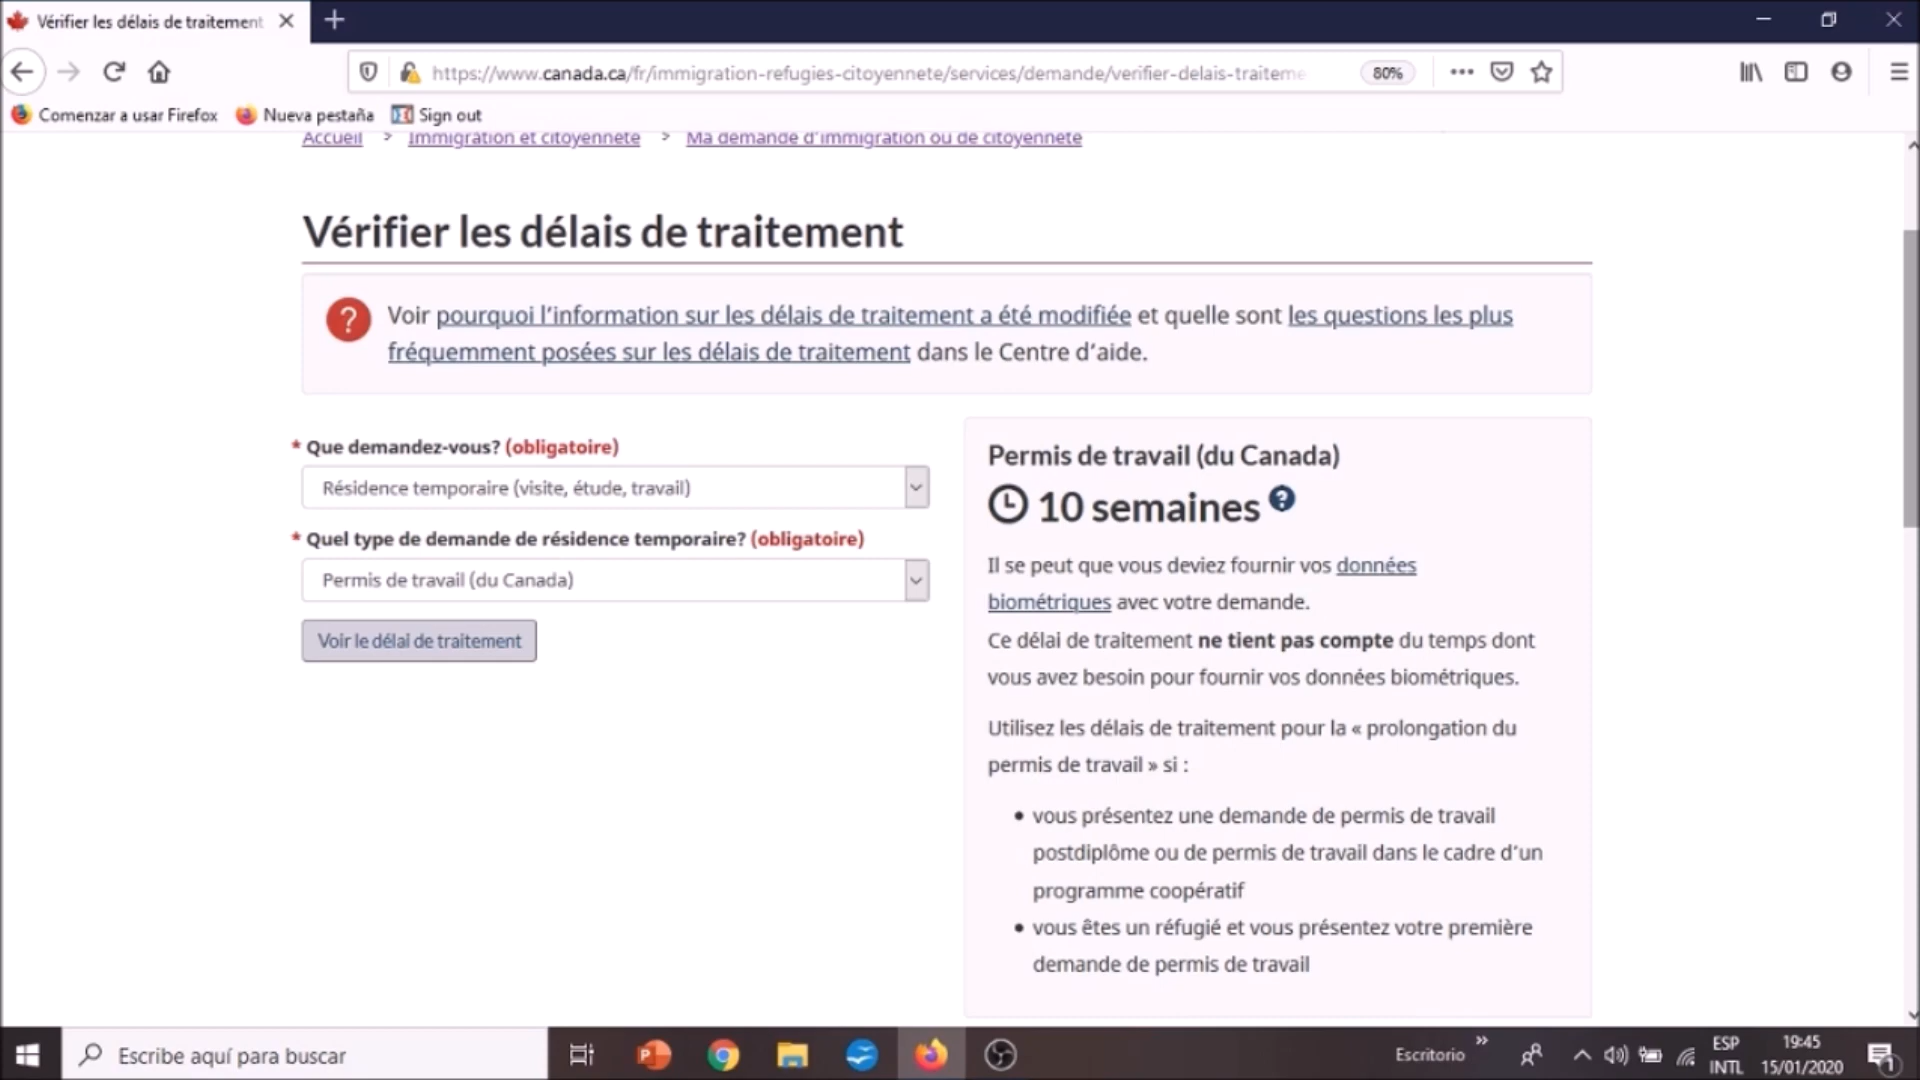 Vérifier les délais de traitement
https://www.canada.ca/fr/immigration-refugies-citoyennete/services/demande/verifier-delais-traiteme
80%
Comenzar a usar Firefox
Nueva pestaña
Sign out
Accueil > Immigration et citoyenneté > Ma demande d'immigration ou de citoyenneté
Vérifier les délais de traitement
? Voir pourquoi l'information sur les délais de traitement a été modifiée et quelle sont les questions les plus
fréquemment posées sur les délais de traitement dans le Centre d'aide.
* Que demandez-vous? (obligatoire)
Résidence temporaire (visite, étude, travail)
* Quel type de demande de résidence temporaire? (obligatoire)
Permis de travail (du Canada)
Voir le délai de traitement
Permis de travail (du Canada)
10 semaines ?
Il se peut que vous deviez fournir vos données
biométriques avec votre demande.
Ce délai de traitement ne tient pas compte du temps dont
vous avez besoin pour fournir vos données biométriques.
Utilisez les délais de traitement pour la « prolongation du
permis de travail » si :
• vous présentez une demande de permis de travail
postdiplôme ou de permis de travail dans le cadre d'un
programme coopératif
• vous êtes un réfugié et vous présentez votre première
demande de permis de travail
Escribe aquí para buscar
Escritorio »
ESP
INTL
19:45
15/01/2020
1